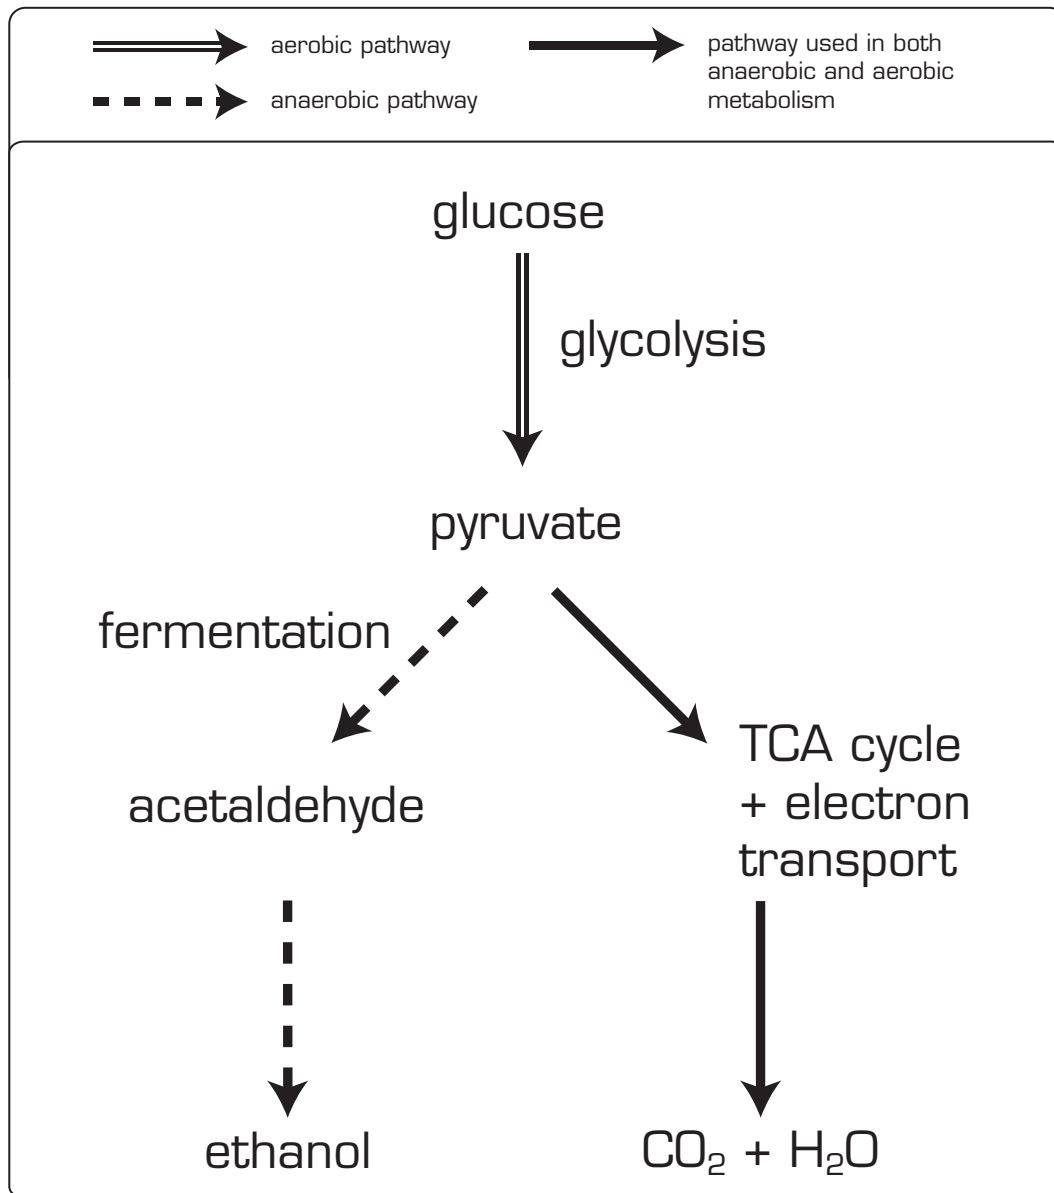 aerobic pathway
anaerobic pathway
pathway used in both
anaerobic and aerobic
metabolism
glucose
glycolysis
pyruvate
fermentation
acetaldehyde
TCA cycle
+ electron
transport
ethanol
CO₂ + H₂O